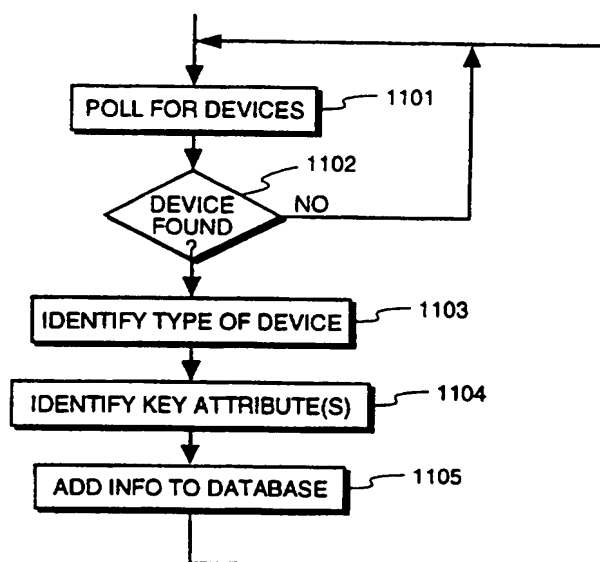 POLL FOR DEVICES
1101
1102
DEVICE
FOUND
?
NO
IDENTIFY TYPE OF DEVICE
1103
IDENTIFY KEY ATTRIBUTE(S)
1104
ADD INFO TO DATABASE
1105